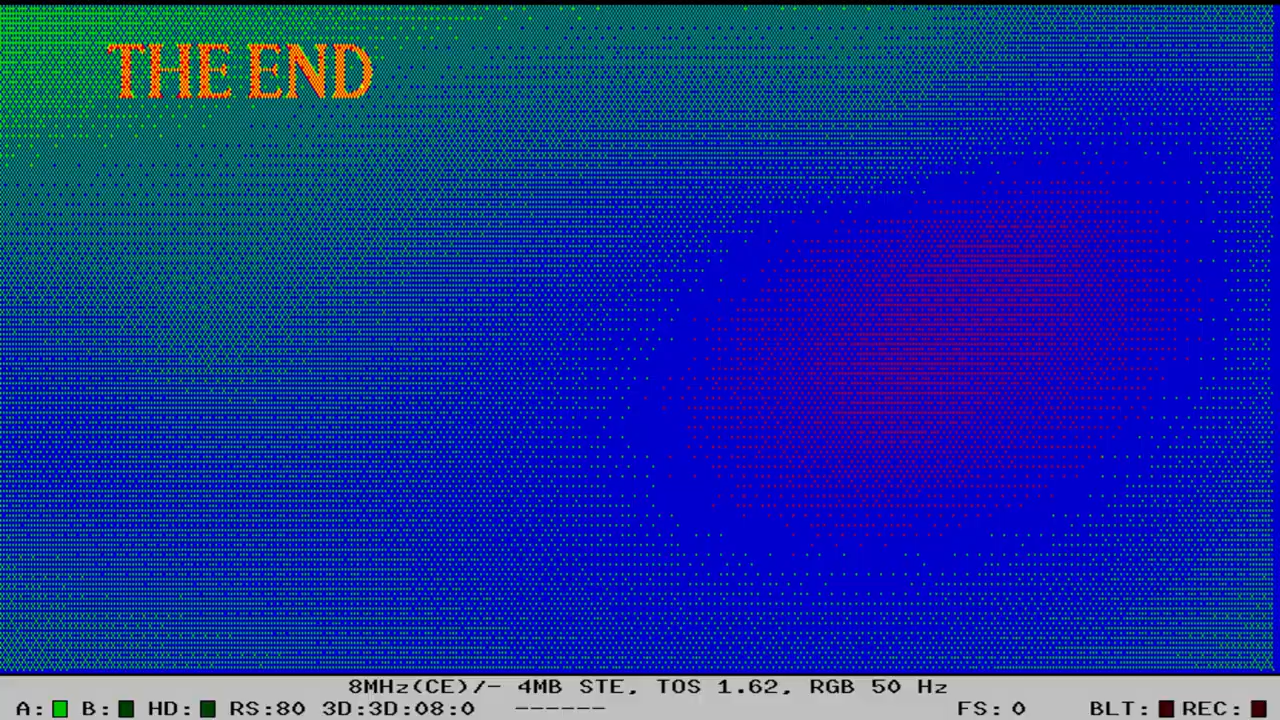 THE END
8MHz(CE)/- 4MB STE, TOS 1.62, RGB 50 Hz
A: B: HD: RS:80 3D:3D:08:0 ------ FS: 0 BLT: REC: